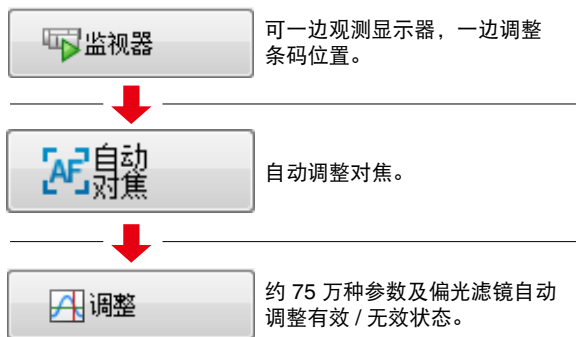 监视器
可一边观测显示器，一边调整
条码位置。
AF
自动
对焦
自动调整对焦。
调整
约 75 万种参数及偏光滤镜自动
调整有效 / 无效状态。